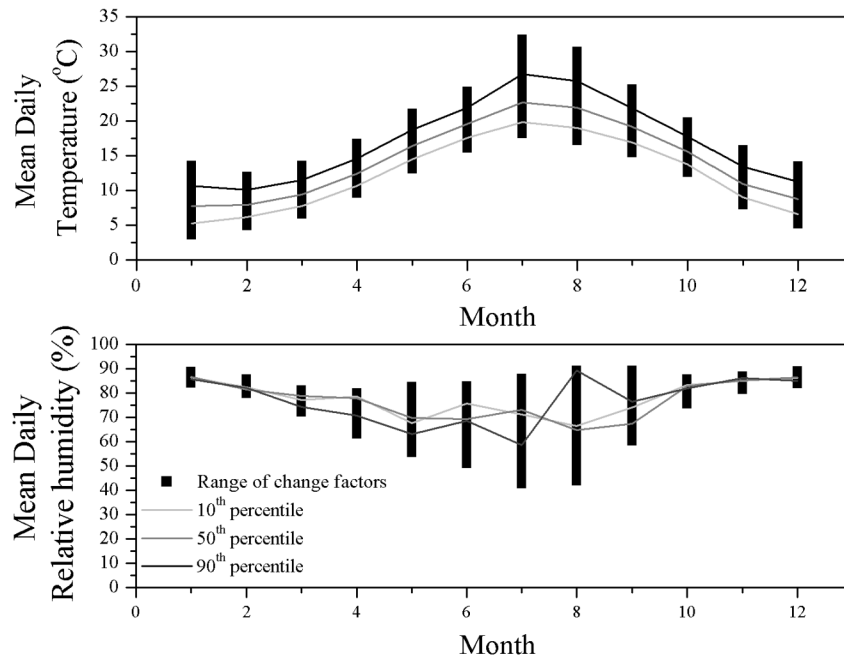 35
30
25
20
15
10
5
0
Mean Daily
Temperature (°C)
0 2 4 6 8 10 12
Month
100
90
80
70
60
50
40
30
20
10
0
Mean Daily
Relative humidity (%)
Range of change factors
10th percentile
50th percentile
90th percentile
0 2 4 6 8 10 12
Month